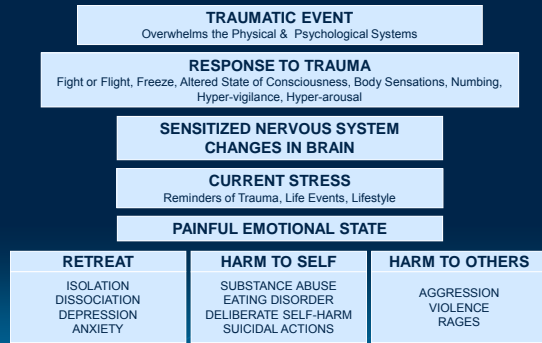 TRAUMATIC EVENT
Overwhelms the Physical & Psychological Systems
RESPONSE TO TRAUMA
Fight or Flight, Freeze, Altered State of Consciousness, Body Sensations, Numbing,
Hyper-vigilance, Hyper-arousal
SENSITIZED NERVOUS SYSTEM
CHANGES IN BRAIN
CURRENT STRESS
Reminders of Trauma, Life Events, Lifestyle
PAINFUL EMOTIONAL STATE
RETREAT
ISOLATION
DISSOCIATION
DEPRESSION
ANXIETY
HARM TO SELF
SUBSTANCE ABUSE
EATING DISORDER
DELIBERATE SELF-HARM
SUICIDAL ACTIONS
HARM TO OTHERS
AGGRESSION
VIOLENCE
RAGES